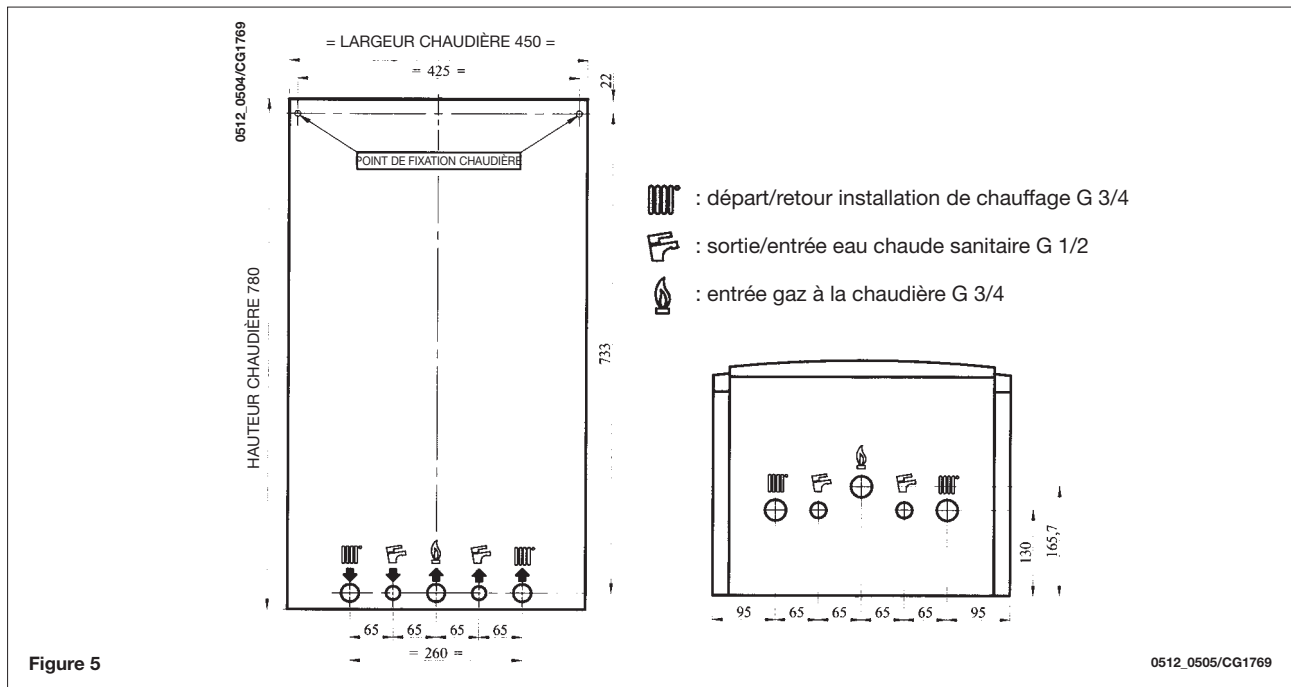 0512_0504/CG1769
= LARGEUR CHAUDIÈRE 450 =
= 425 =
22
POINT DE FIXATION CHAUDIÈRE
HAUTEUR CHAUDIÈRE 780
733
65 65 65 65
= 260 =
: départ/retour installation de chauffage G 3/4
: sortie/entrée eau chaude sanitaire G 1/2
: entrée gaz à la chaudière G 3/4
130
165,7
95 65 65 65 65 95
Figure 5
0512_0505/CG1769